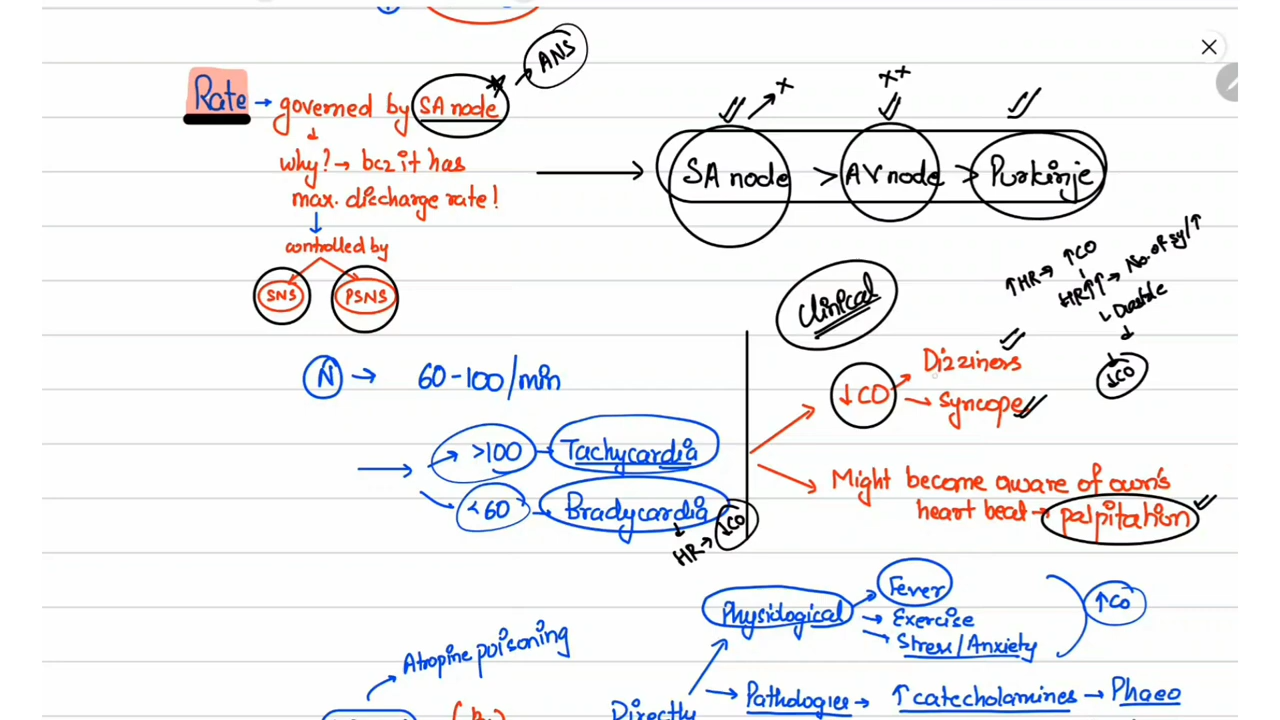 ANS
Rate → governed by SA node
why? → bcz it has
max. discharge rate!
controlled by
SNS PSNS
SA node > AV node > Purkinje
Clinical
↑HR → ↑CO
HR↑↑ → No. of sy/↑
↓ Diastole
↓CO
N → 60-100/min
>100 Tachycardia
<60 Bradycardia
HR → ↓CO
↓CO Dizziness
→ Syncope
Might become aware of own's
heart beat → palpitation
Physiological Fever
→ Exercise
→ Stress/Anxiety
↑CO
Atropine poisoning
Directly
→ Pathologies → ↑catecholamines → Phaeo